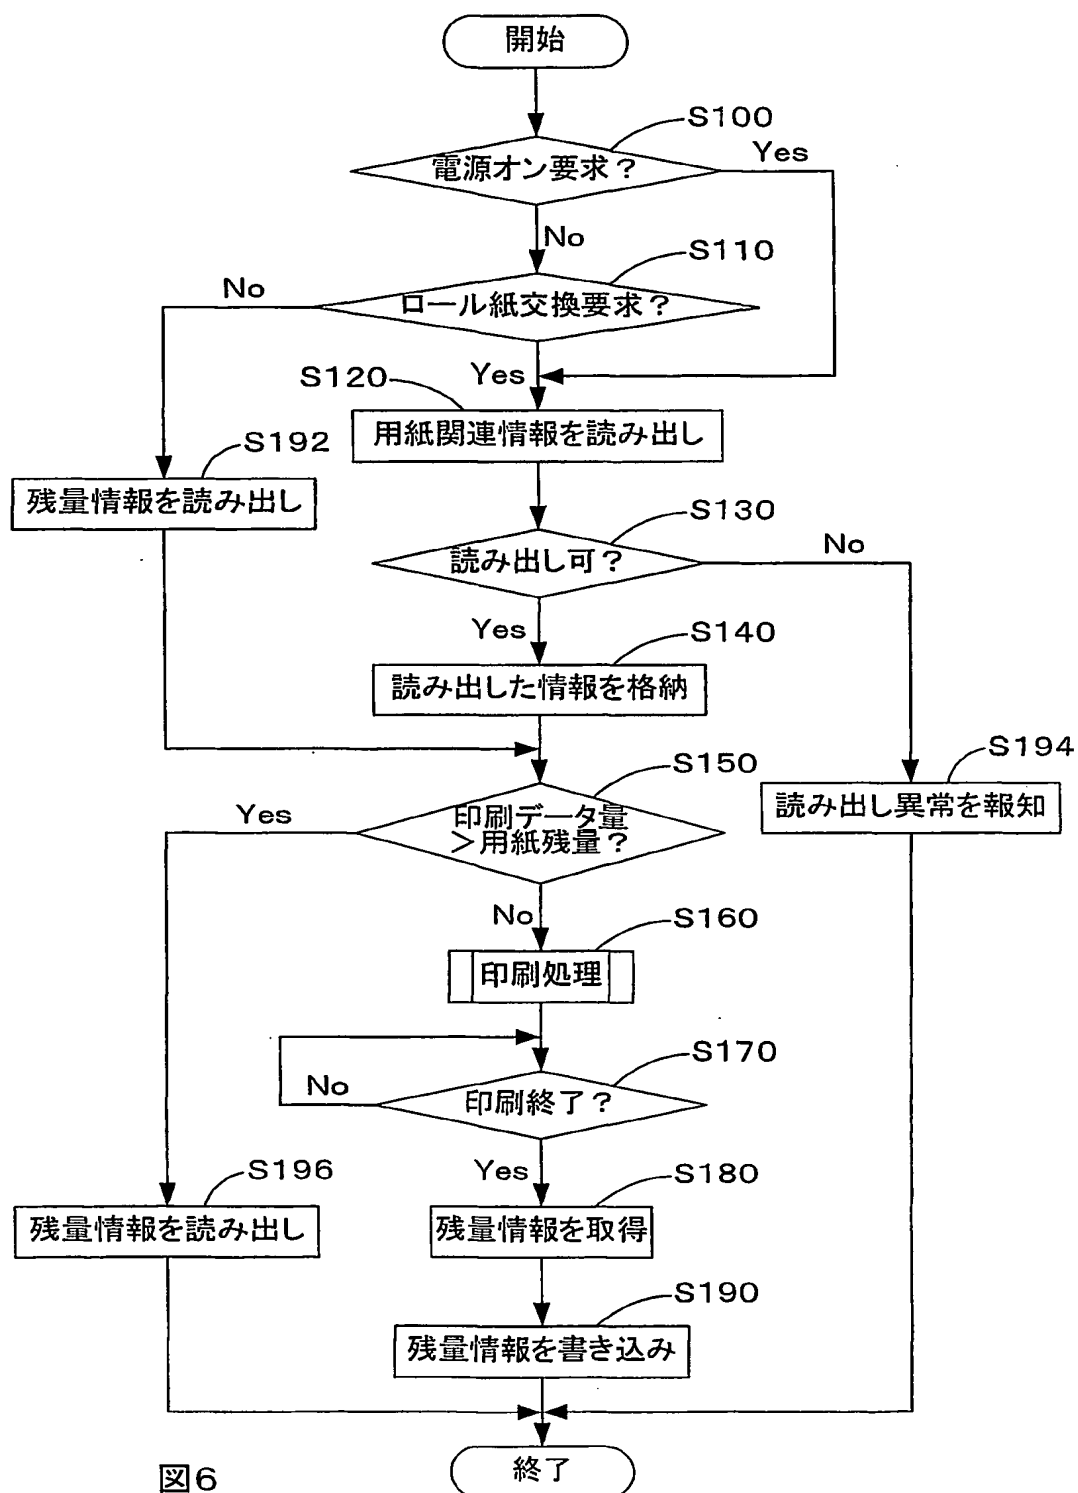 開始
S100
電源オン要求？
Yes
No
S110
No
ロール紙交換要求？
Yes
S120
用紙関連情報を読み出し
S192
残量情報を読み出し
S130
読み出し可？
No
Yes
S140
読み出した情報を格納
S194
読み出し異常を報知
S150
Yes
印刷データ量
＞用紙残量？
No
S160
印刷処理
S170
No
印刷終了？
Yes
S196
残量情報を読み出し
S180
残量情報を取得
S190
残量情報を書き込み
終了
図6